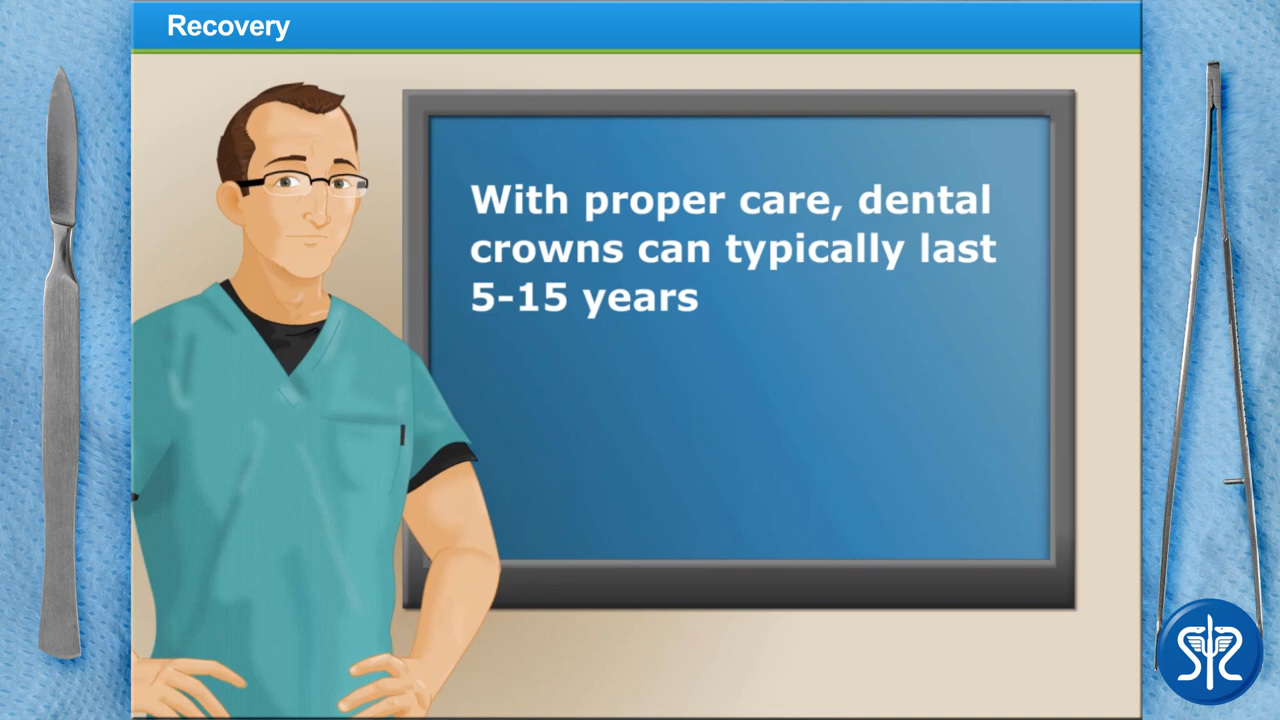 Recovery
With proper care, dental
crowns can typically last
5-15 years